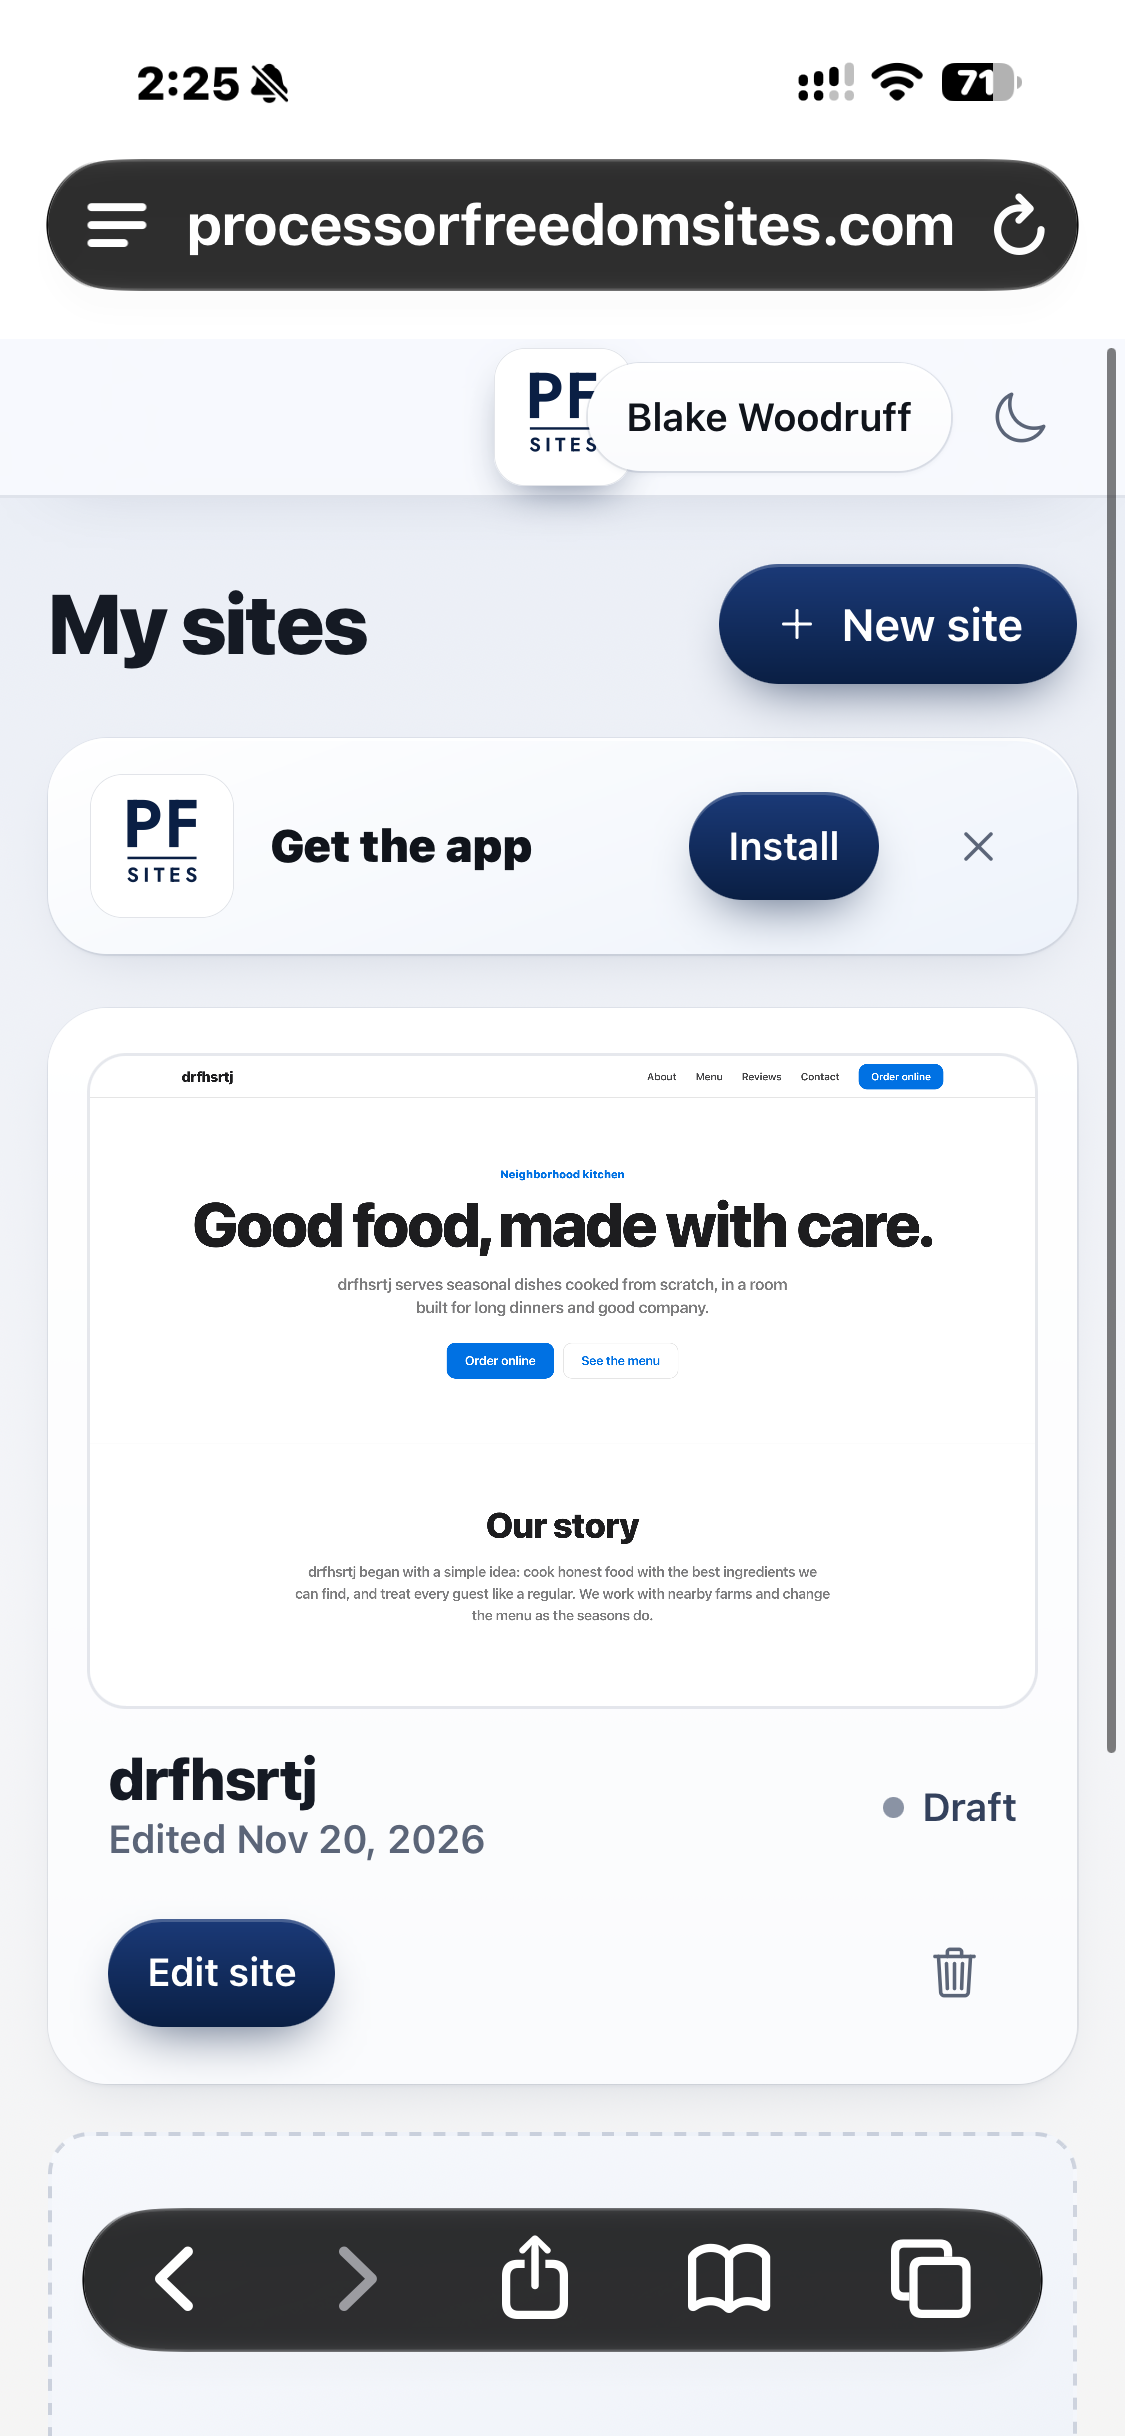 2:25
71
processorfreedomsites.com
PF
SITES
Blake Woodruff
My sites
New site
PF
SITES
Get the app
Install
drfhsrtj
About Menu Reviews Contact Order online
Neighborhood kitchen
Good food, made with care.
drfhsrtj serves seasonal dishes cooked from scratch, in a room
built for long dinners and good company.
Order online See the menu
Our story
drfhsrtj began with a simple idea: cook honest food with the best ingredients we
can find, and treat every guest like a regular. We work with nearby farms and change
the menu as the seasons do.
drfhsrtj
Edited Nov 20, 2026
Draft
Edit site